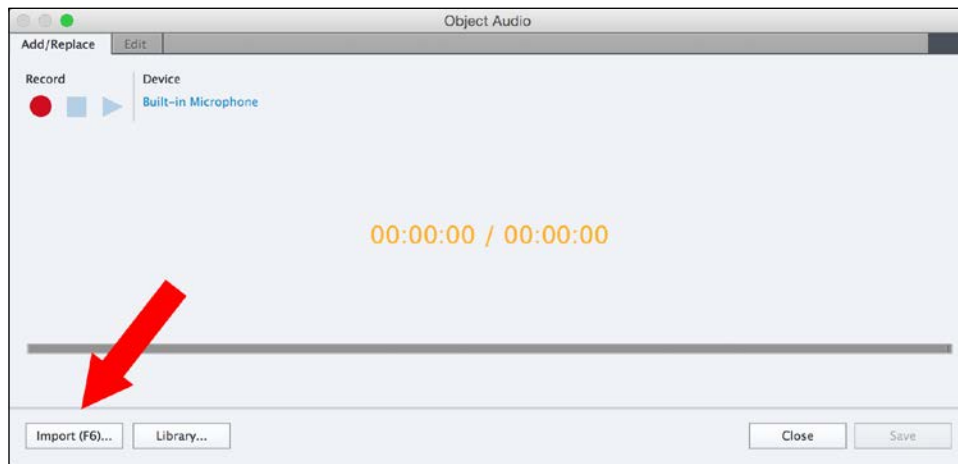 Object Audio
Add/Replace Edit
Record Device
Built-in Microphone
00:00:00 / 00:00:00
Import (F6)... Library... Close Save